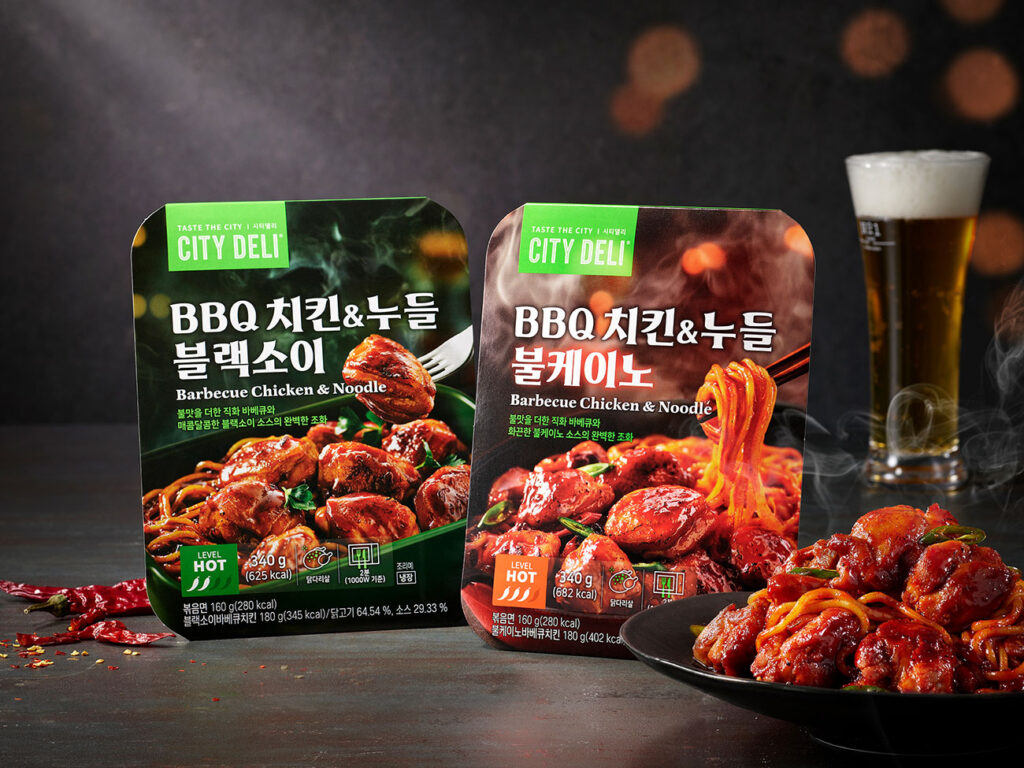 TASTE THE CITY | 시티델리
CITY DELI
BBQ 치킨&누들
블랙소이
Barbecue Chicken & Noodle
불맛을 더한 직화 바베큐와
매콤달콤한 블랙소이 소스의 완벽한 조화
LEVEL
HOT
340 g
(625 kcal)
닭다리살
2분
(1000W 기준)
조리예
냉장
볶음면 160 g(280 kcal)
블랙소이바베큐치킨 180 g(345 kcal)/닭고기 64.54 %, 소스 29.33 %
TASTE THE CITY | 시티델리
CITY DELI
BBQ 치킨&누들
불케이노
Barbecue Chicken & Noodle
불맛을 더한 직화 바베큐와
화끈한 불케이노 소스의 완벽한 조화
LEVEL
HOT
340 g
(682 kcal)
닭다리살
볶음면 160 g(280 kcal)
불케이노바베큐치킨 180 g(402 kcal